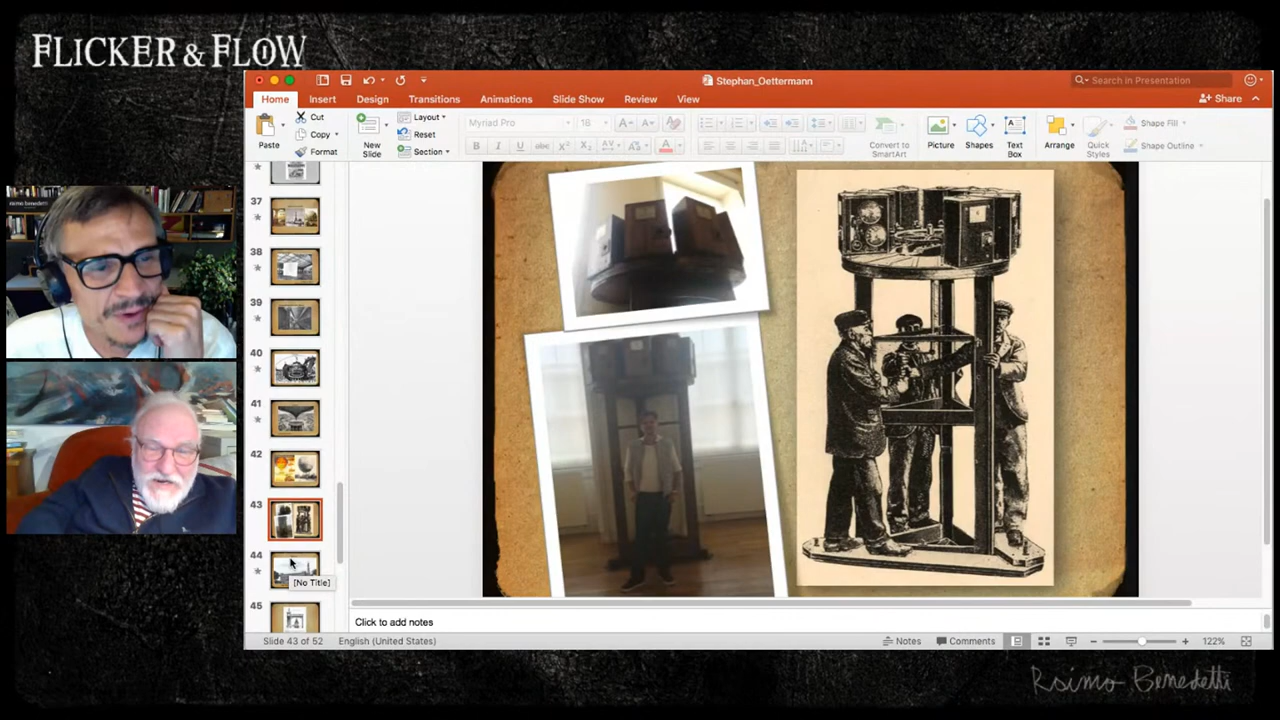 FLICKER & FLOW
Stephan_Oettermann
Search in Presentation
Home Insert Design Transitions Animations Slide Show Review View
Share
Paste
Cut
Copy
Format
New Slide
Layout
Reset
Section
Myriad Pro
18
Convert to SmartArt
Picture
Shapes
Text Box
Arrange
Quick Styles
Shape Fill
Shape Outline
37
38
39
40
41
42
43
44
[No Title]
45
Click to add notes
Slide 43 of 52 English (United States)
Notes Comments 122%
Rsimo Benedetti